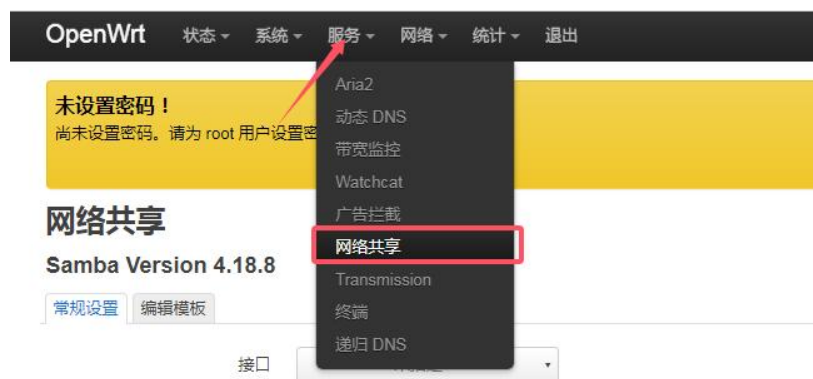 OpenWrt 状态 系统 服务 网络 统计 退出
Aria2
动态 DNS
带宽监控
Watchcat
广告拦截
网络共享
Transmission
终端
递归 DNS
未设置密码！
尚未设置密码。请为 root 用户设置密
网络共享
Samba Version 4.18.8
常规设置 编辑模板
接口